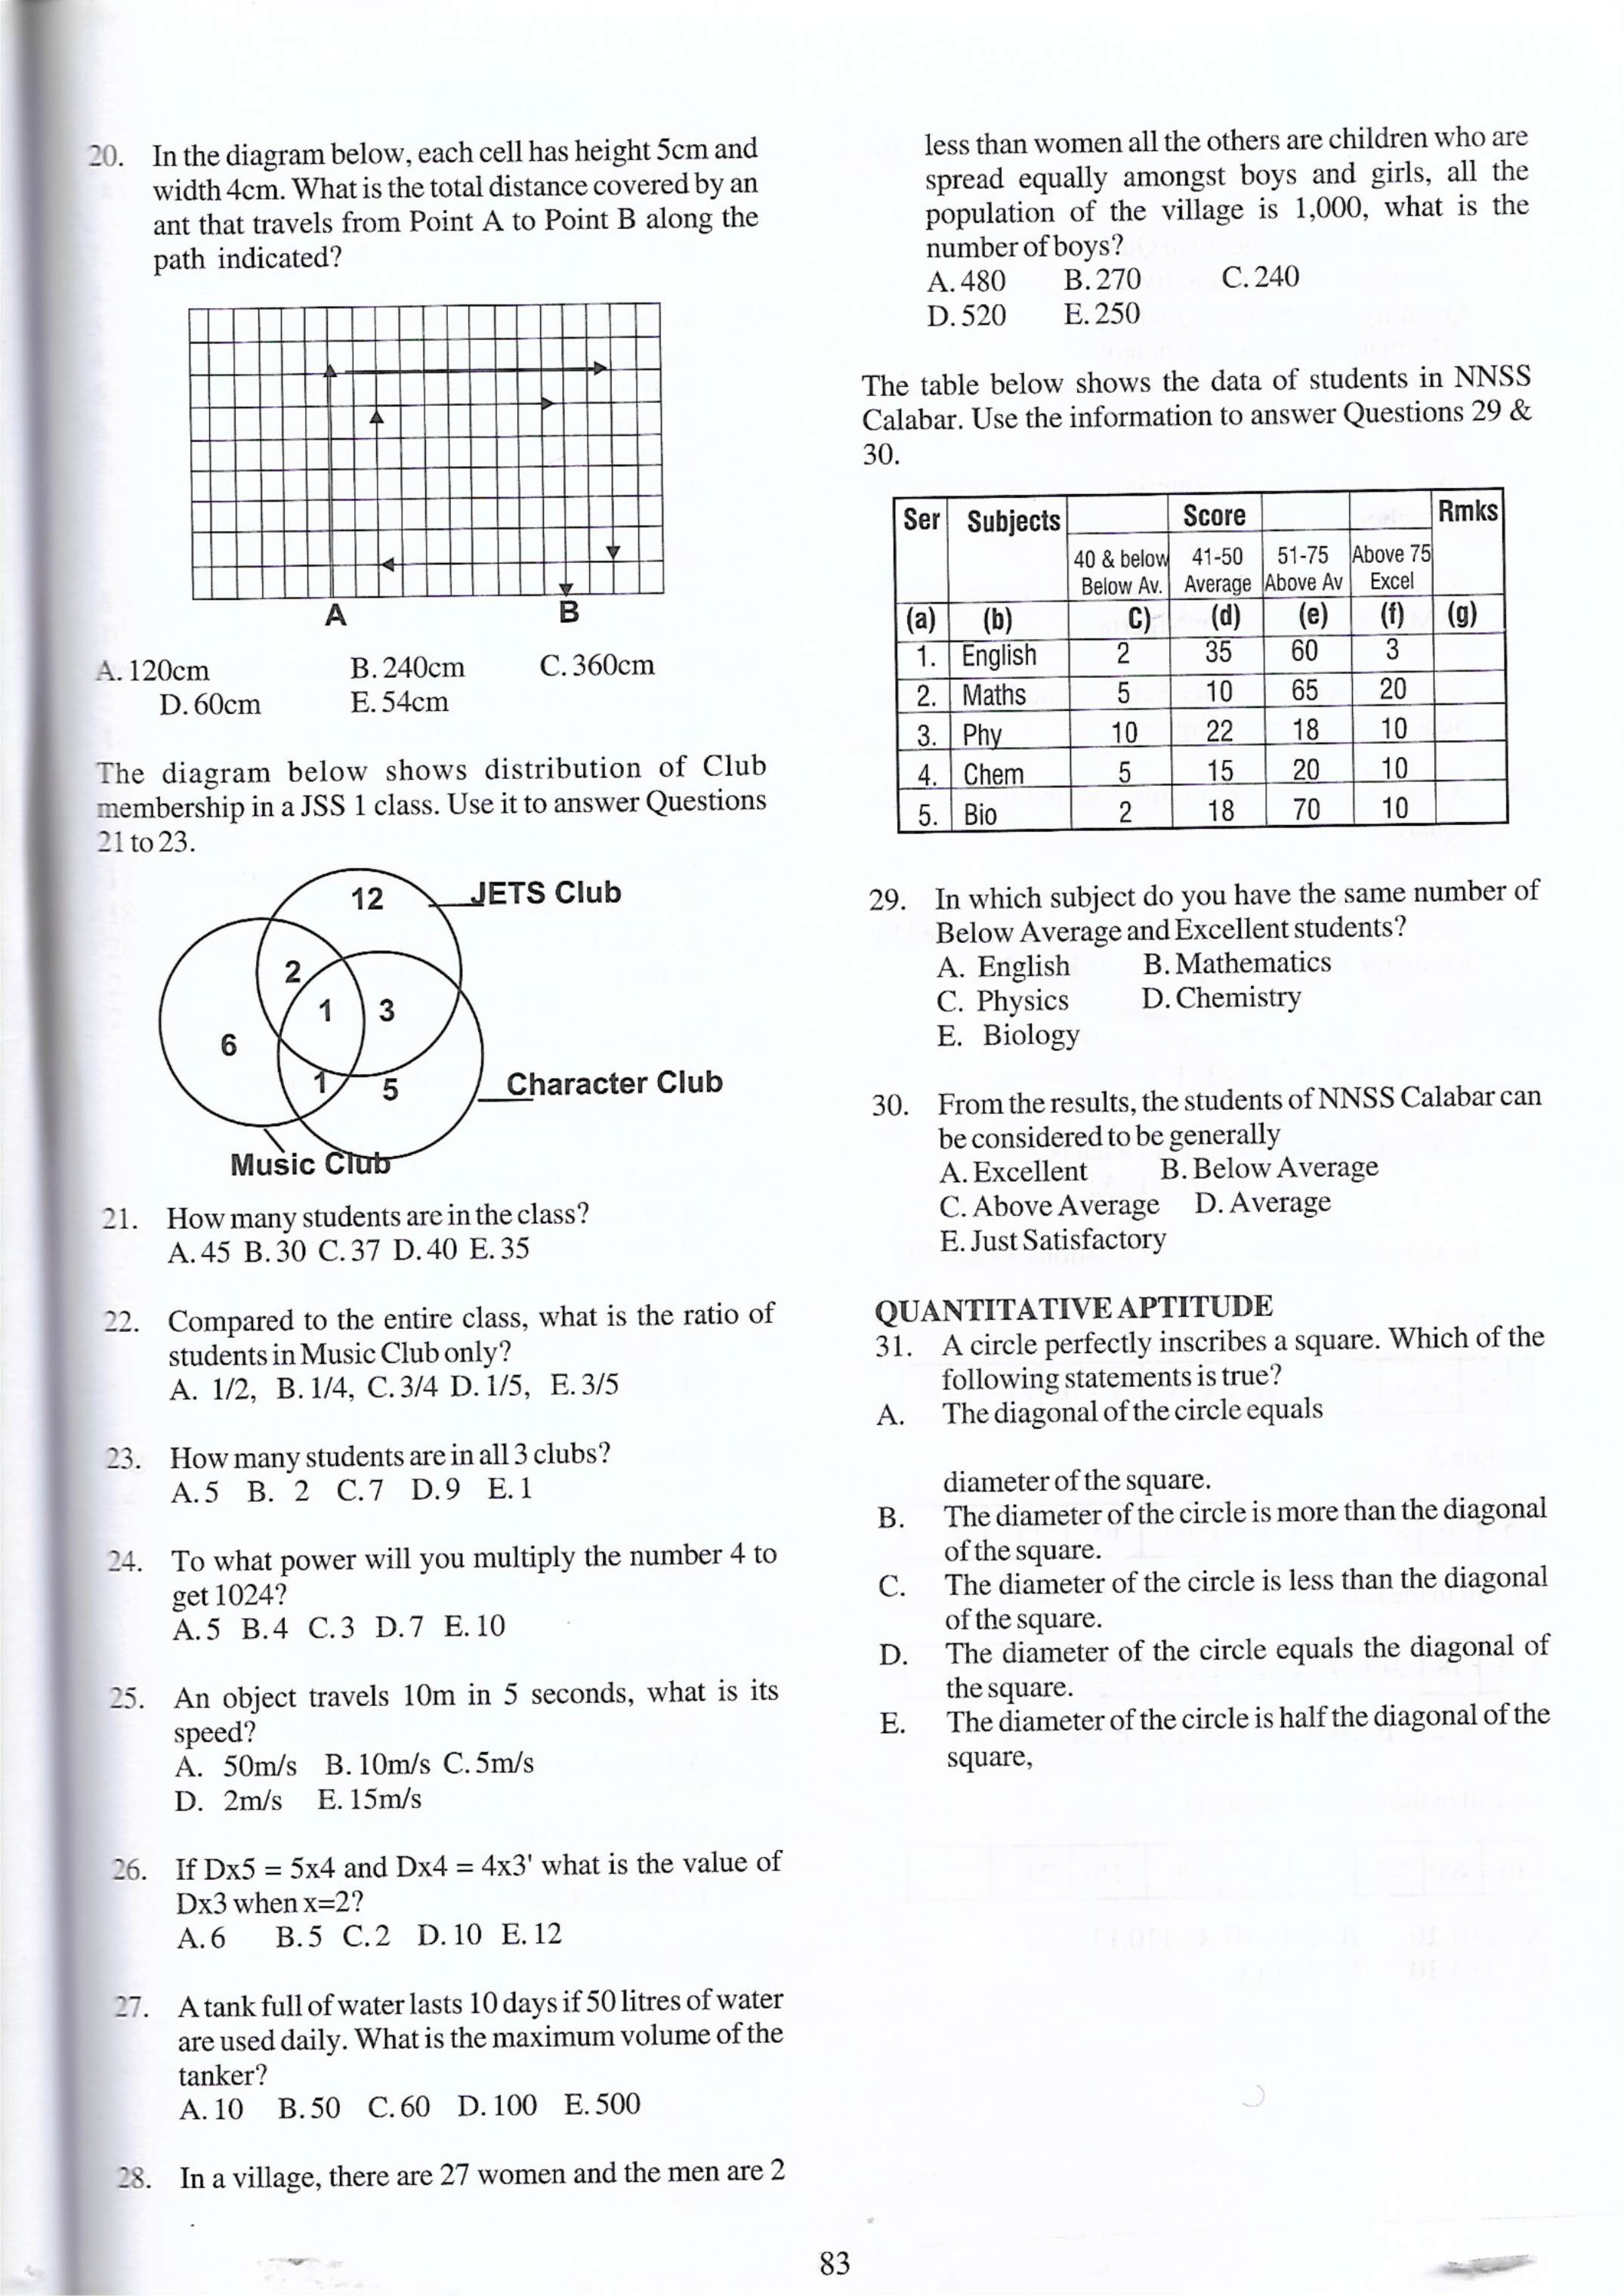 20. In the diagram below, each cell has height 5cm and
width 4cm. What is the total distance covered by an
ant that travels from Point A to Point B along the
path indicated?
A B
A. 120cm B. 240cm C. 360cm
D. 60cm E. 54cm
The diagram below shows distribution of Club
membership in a JSS 1 class. Use it to answer Questions
21 to 23.
12 JETS Club
2
1 3
6
1 5 Character Club
Music Club
21. How many students are in the class?
A. 45 B. 30 C. 37 D. 40 E. 35
22. Compared to the entire class, what is the ratio of
students in Music Club only?
A. 1/2, B. 1/4, C. 3/4 D. 1/5, E. 3/5
23. How many students are in all 3 clubs?
A. 5 B. 2 C. 7 D. 9 E. 1
24. To what power will you multiply the number 4 to
get 1024?
A. 5 B. 4 C. 3 D. 7 E. 10
25. An object travels 10m in 5 seconds, what is its
speed?
A. 50m/s B. 10m/s C. 5m/s
D. 2m/s E. 15m/s
26. If Dx5 = 5x4 and Dx4 = 4x3' what is the value of
Dx3 when x=2?
A. 6 B. 5 C. 2 D. 10 E. 12
27. A tank full of water lasts 10 days if 50 litres of water
are used daily. What is the maximum volume of the
tanker?
A. 10 B. 50 C. 60 D. 100 E. 500
28. In a village, there are 27 women and the men are 2
less than women all the others are children who are
spread equally amongst boys and girls, all the
population of the village is 1,000, what is the
number of boys?
A. 480 B. 270 C. 240
D. 520 E. 250
The table below shows the data of students in NNSS
Calabar. Use the information to answer Questions 29 &
30.
Ser Subjects Score Rmks
40 & below 41-50 51-75 Above 75
Below Av. Average Above Av Excel
(a) (b) C) (d) (e) (f) (g)
1. English 2 35 60 3
2. Maths 5 10 65 20
3. Phy 10 22 18 10
4. Chem 5 15 20 10
5. Bio 2 18 70 10
29. In which subject do you have the same number of
Below Average and Excellent students?
A. English B. Mathematics
C. Physics D. Chemistry
E. Biology
30. From the results, the students of NNSS Calabar can
be considered to be generally
A. Excellent B. Below Average
C. Above Average D. Average
E. Just Satisfactory
QUANTITATIVE APTITUDE
31. A circle perfectly inscribes a square. Which of the
following statements is true?
A. The diagonal of the circle equals
diameter of the square.
B. The diameter of the circle is more than the diagonal
of the square.
C. The diameter of the circle is less than the diagonal
of the square.
D. The diameter of the circle equals the diagonal of
the square.
E. The diameter of the circle is half the diagonal of the
square,
83